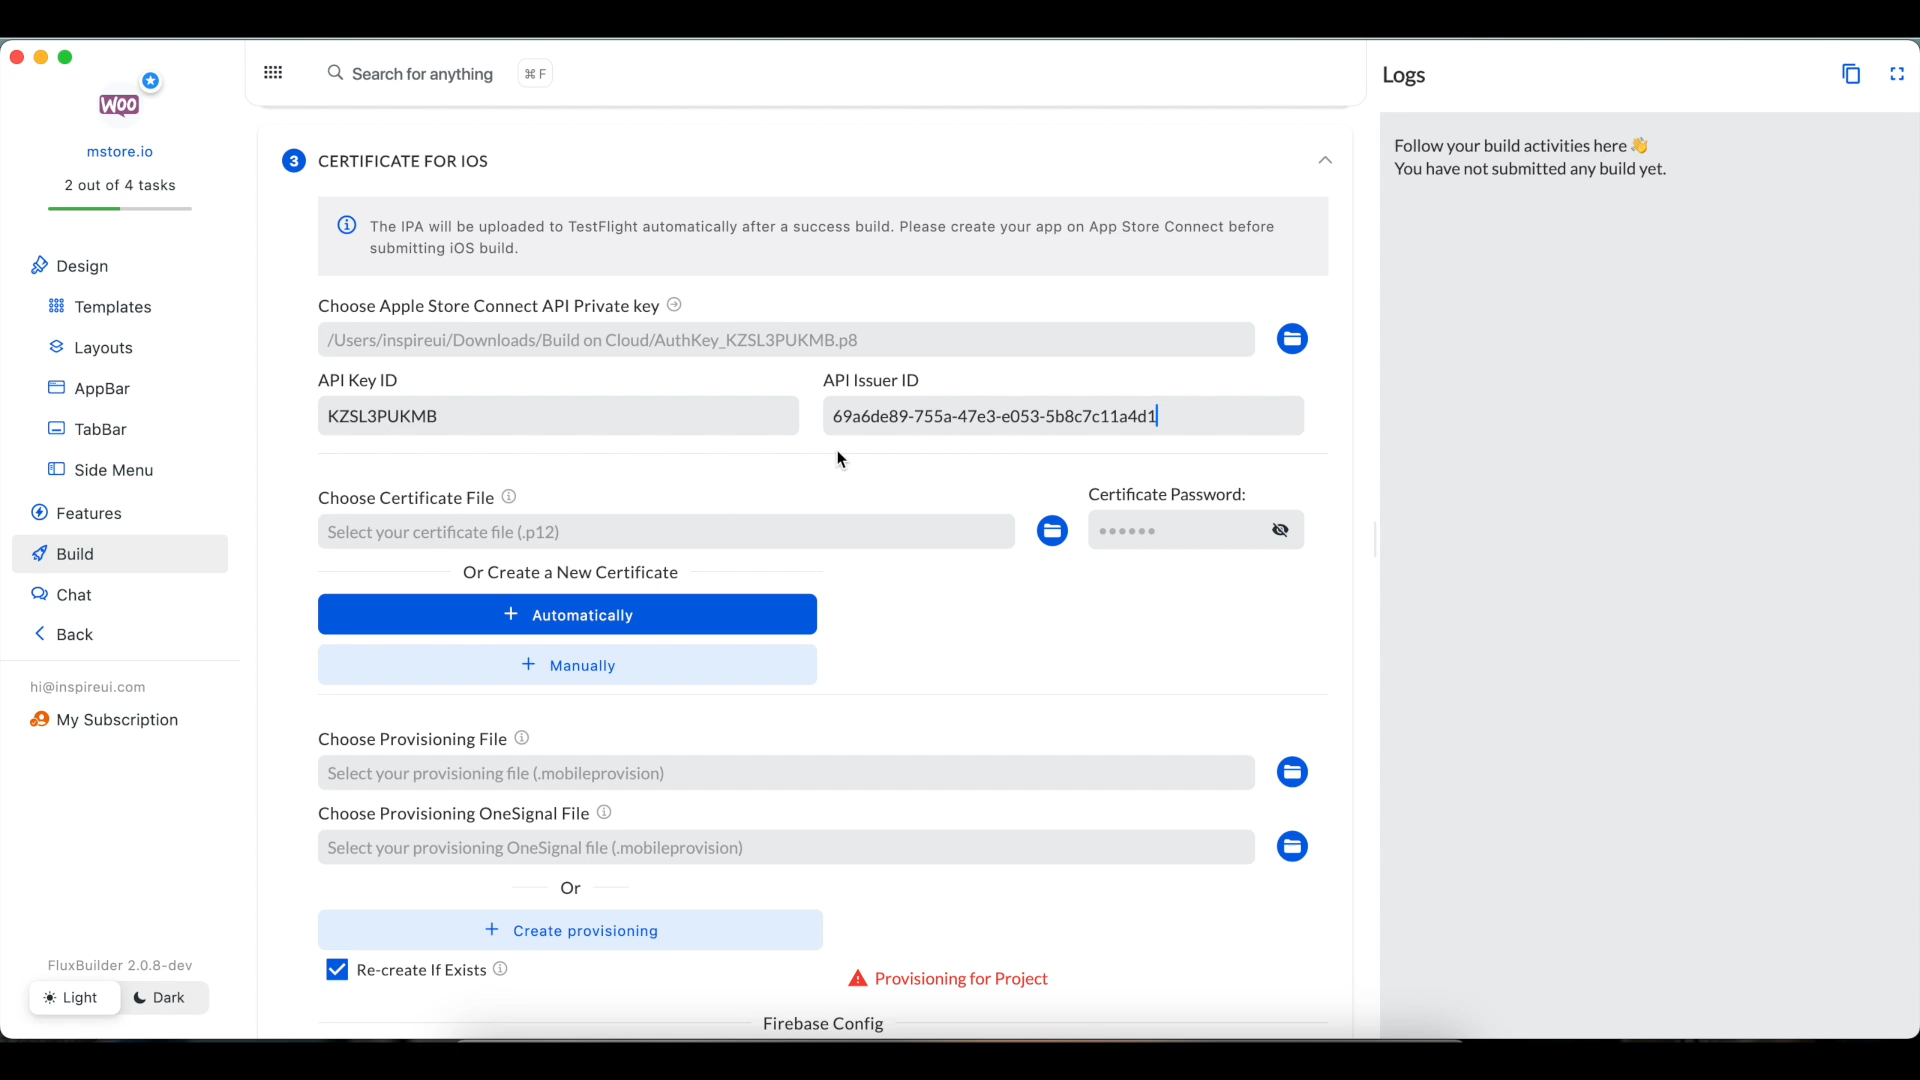 WOO
mstore.io
2 out of 4 tasks
Design
Templates
Layouts
AppBar
TabBar
Side Menu
Features
Build
Chat
Back
hi@inspireui.com
My Subscription
FluxBuilder 2.0.8-dev
Light
Dark
Search for anything
⌘ F
3 CERTIFICATE FOR IOS
The IPA will be uploaded to TestFlight automatically after a success build. Please create your app on App Store Connect before
submitting iOS build.
Choose Apple Store Connect API Private key
/Users/inspireui/Downloads/Build on Cloud/AuthKey_KZSL3PUKMB.p8
API Key ID
API Issuer ID
KZSL3PUKMB
69a6de89-755a-47e3-e053-5b8c7c11a4d1
Choose Certificate File
Certificate Password:
Select your certificate file (.p12)
••••••
Or Create a New Certificate
+ Automatically
+ Manually
Choose Provisioning File
Select your provisioning file (.mobileprovision)
Choose Provisioning OneSignal File
Select your provisioning OneSignal file (.mobileprovision)
Or
+ Create provisioning
Re-create If Exists
Provisioning for Project
Firebase Config
Logs
Follow your build activities here 👋
You have not submitted any build yet.